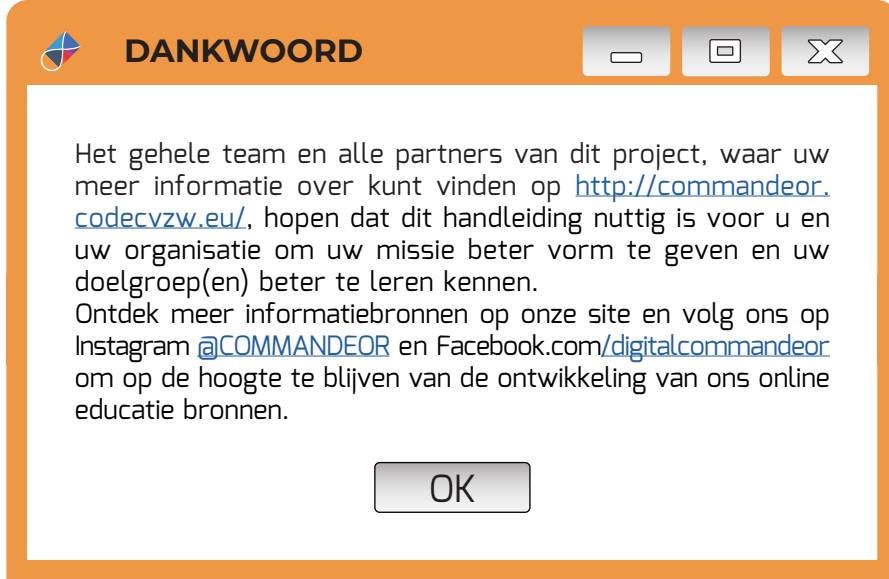 DANKWOORD
Het gehele team en alle partners van dit project, waar uw
meer informatie over kunt vinden op http://commandeor.
codecvzw.eu/, hopen dat dit handleiding nuttig is voor u en
uw organisatie om uw missie beter vorm te geven en uw
doelgroep(en) beter te leren kennen.
Ontdek meer informatiebronnen op onze site en volg ons op
Instagram @COMMANDEOR en Facebook.com/digitalcommandeor
om op de hoogte te blijven van de ontwikkeling van ons online
educatie bronnen.
OK